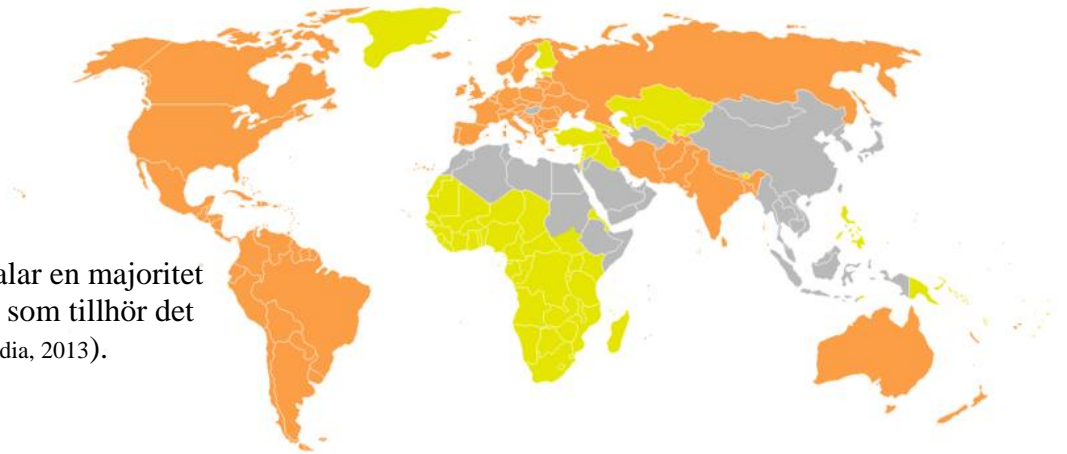 alar en majoritet
som tillhör det
dia, 2013).